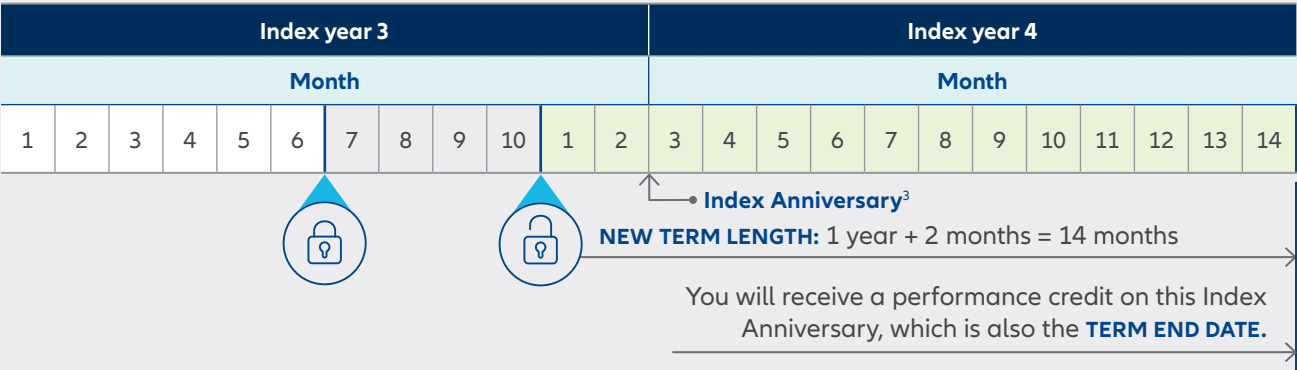 Index year 3 Index year 4
Month Month
1 2 3 4 5 6 7 8 9 10 1 2 3 4 5 6 7 8 9 10 11 12 13 14
Index Anniversary³
NEW TERM LENGTH: 1 year + 2 months = 14 months
You will receive a performance credit on this Index
Anniversary, which is also the TERM END DATE.